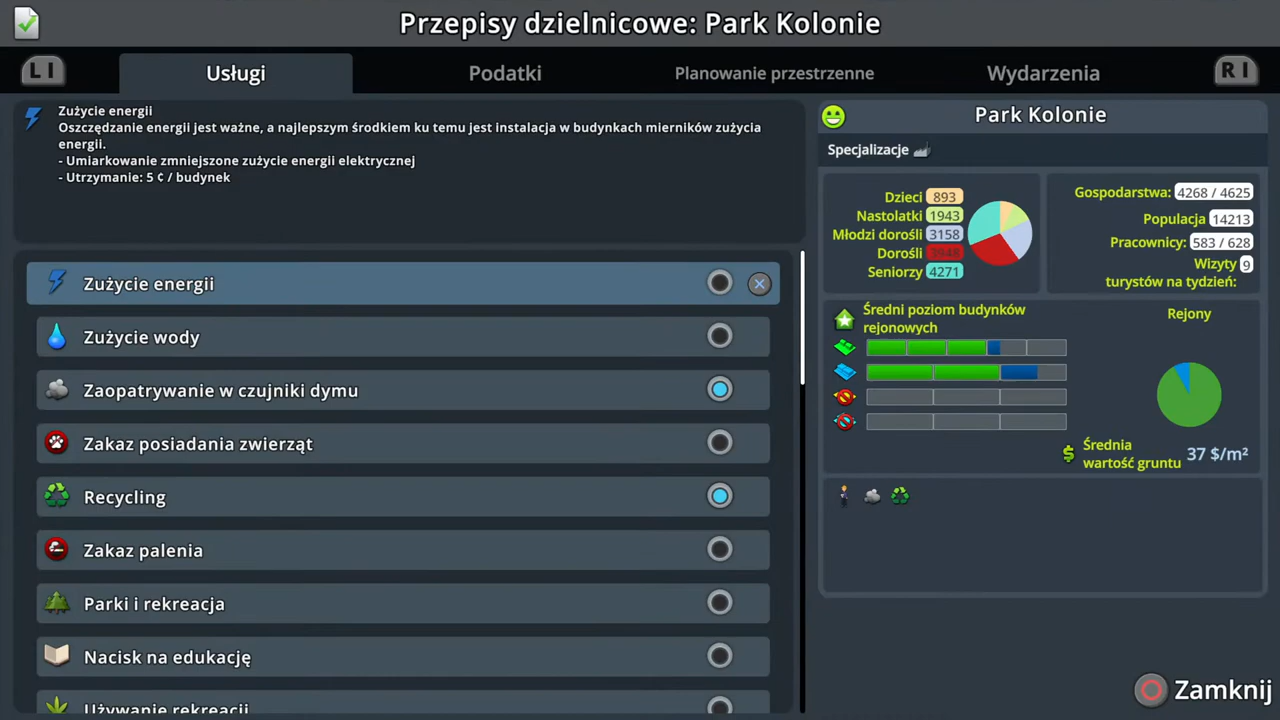 Przepisy dzielnicowe: Park Kolonie
L1
Usługi
Podatki
Planowanie przestrzenne
Wydarzenia
R1
Zużycie energii
Oszczędzanie energii jest ważne, a najlepszym środkiem ku temu jest instalacja w budynkach mierników zużycia
energii.
- Umiarkowanie zmniejszone zużycie energii elektrycznej
- Utrzymanie: 5 ₡ / budynek
Zużycie energii
Zużycie wody
Zaopatrywanie w czujniki dymu
Zakaz posiadania zwierząt
Recycling
Zakaz palenia
Parki i rekreacja
Nacisk na edukację
Używanie rekreacji
Park Kolonie
Specjalizacje
Dzieci 893
Nastolatki 1943
Młodzi dorośli 3158
Dorośli 3948
Seniorzy 4271
Gospodarstwa: 4268 / 4625
Populacja 14213
Pracownicy: 583 / 628
Wizyty 9
turystów na tydzień:
Średni poziom budynków
rejonowych
Rejony
Średnia
wartość gruntu 37 $/m²
Zamknij